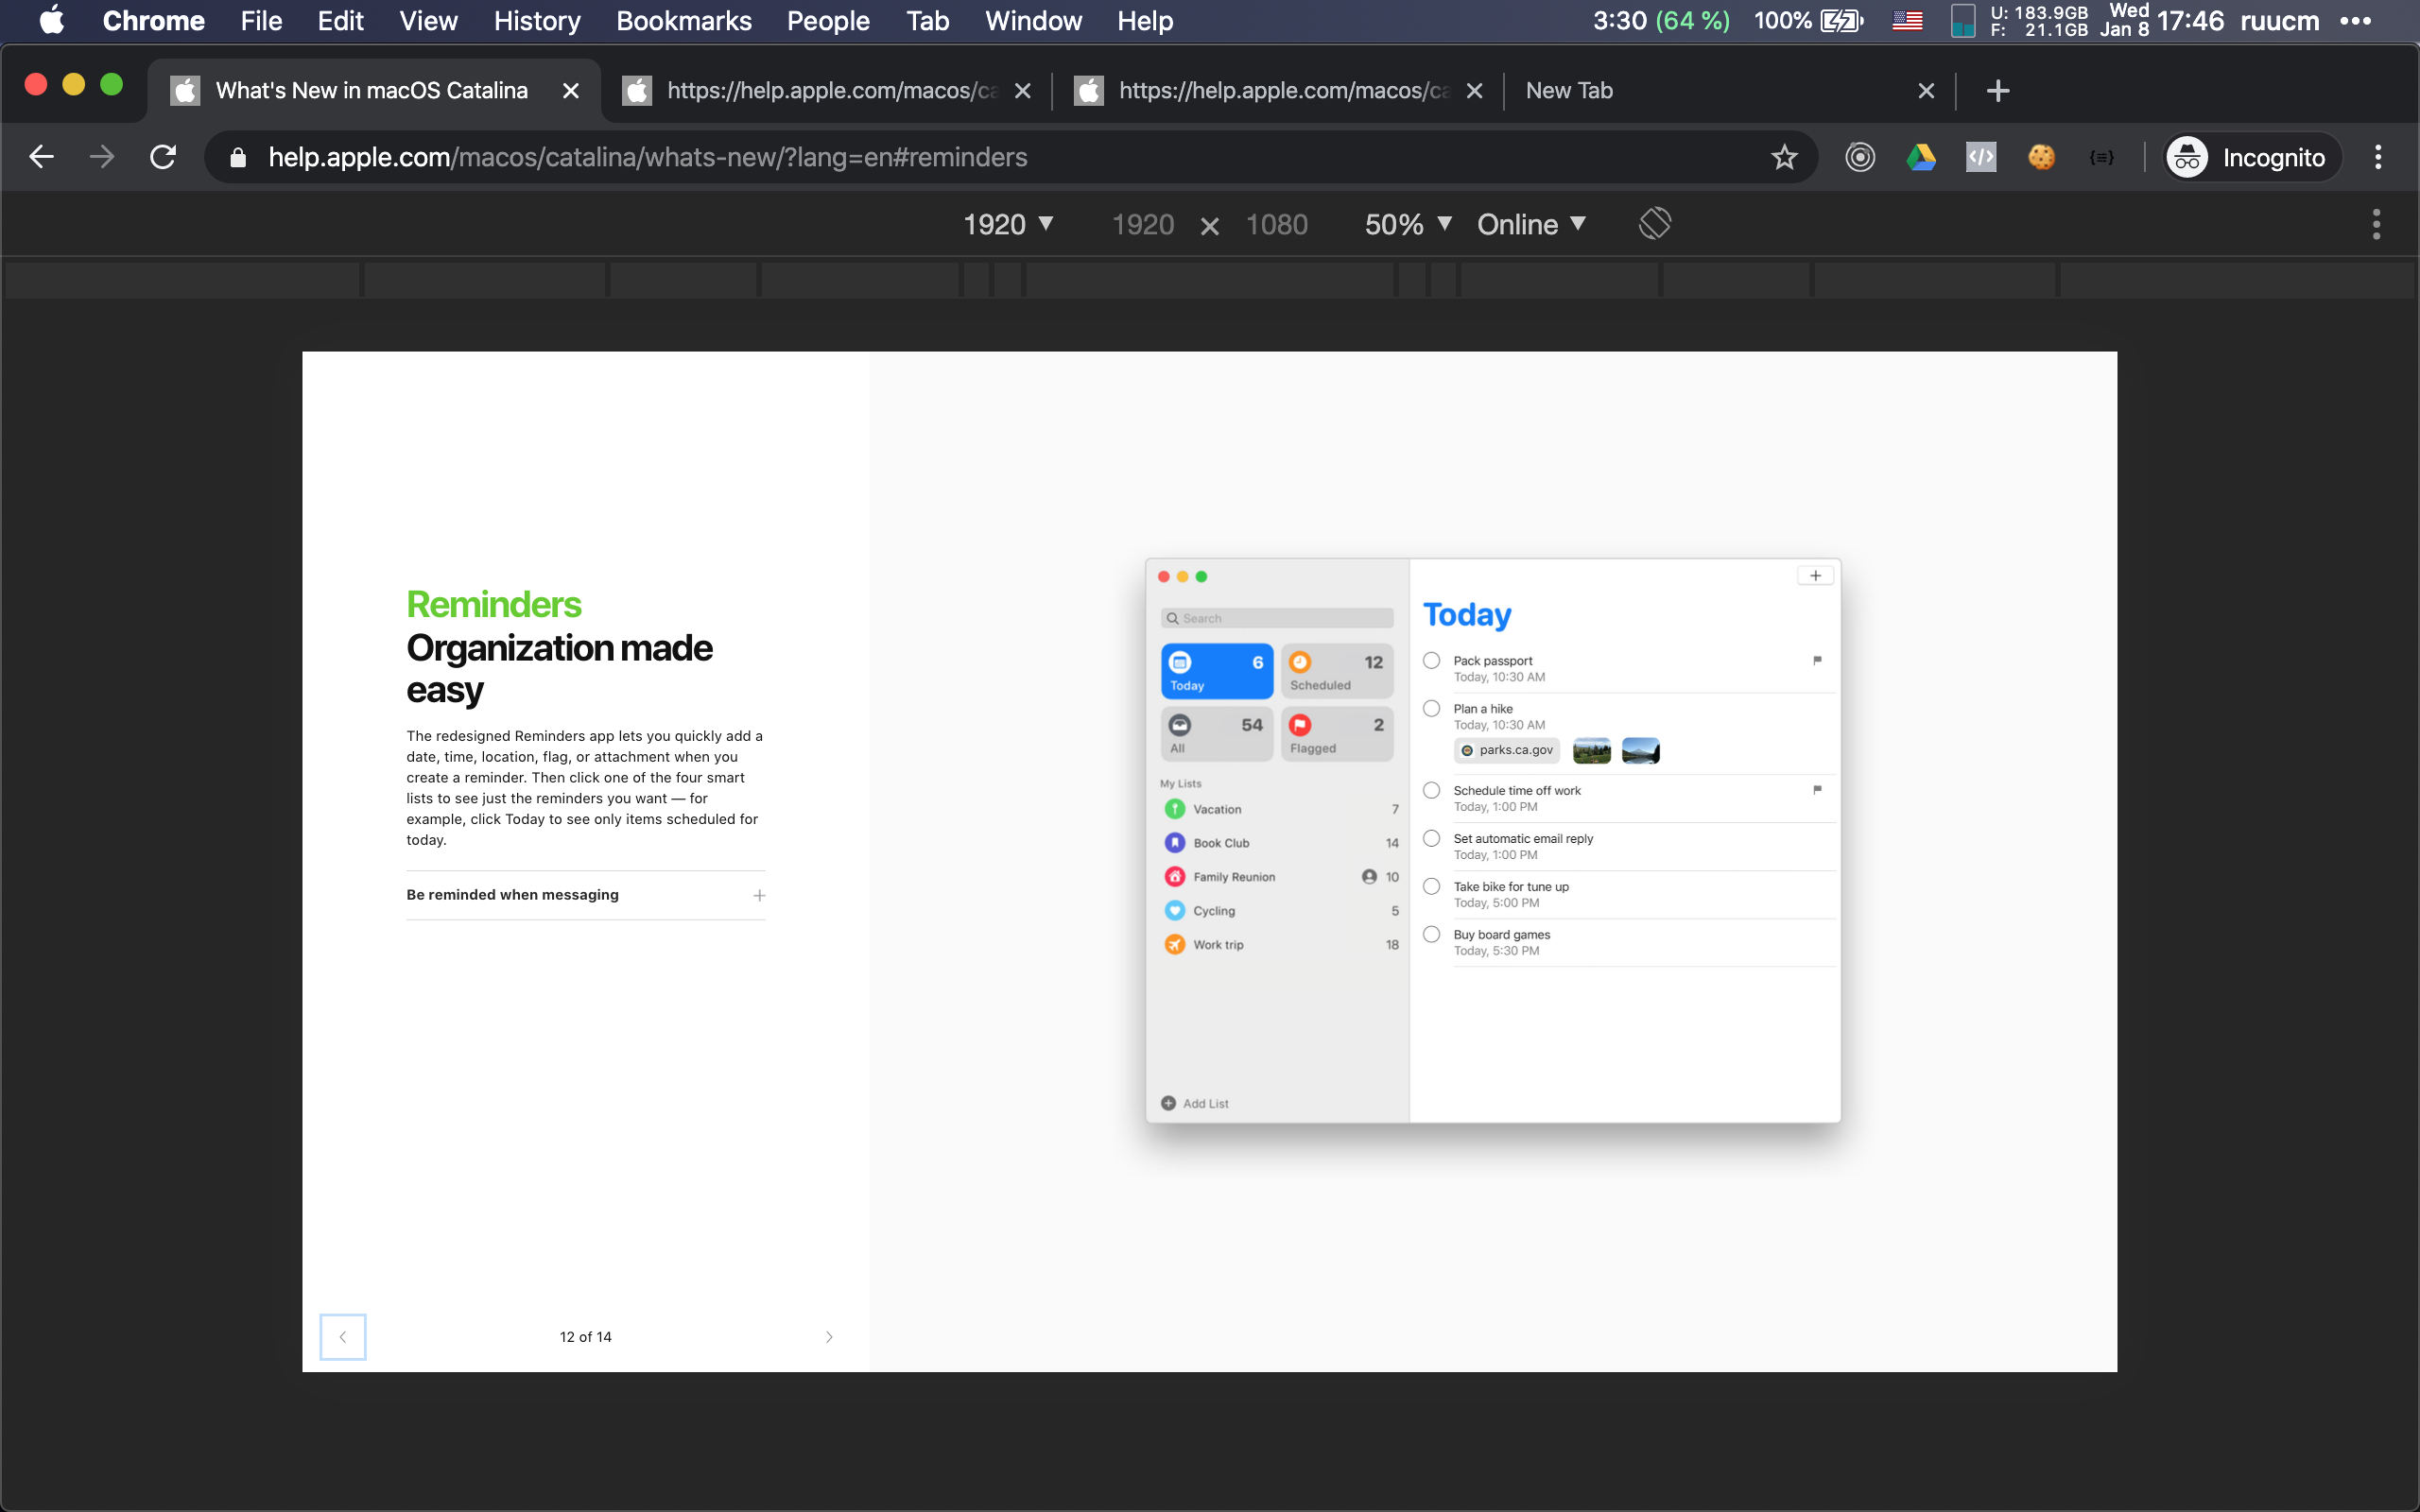 Chrome File Edit View History Bookmarks People Tab Window Help 3:30 (64 %) 100% U: 183.9GB F: 21.1GB Wed Jan 8 17:46 ruucm •••
What's New in macOS Catalina https://help.apple.com/macos/ca https://help.apple.com/macos/ca New Tab
help.apple.com/macos/catalina/whats-new/?lang=en#reminders Incognito
1920 ▼ 1920 × 1080 50% ▼ Online ▼
Reminders
Organization made
easy
The redesigned Reminders app lets you quickly add a
date, time, location, flag, or attachment when you
create a reminder. Then click one of the four smart
lists to see just the reminders you want — for
example, click Today to see only items scheduled for
today.
Be reminded when messaging +
12 of 14
Search
6
Today
12
Scheduled
54
All
2
Flagged
My Lists
Vacation 7
Book Club 14
Family Reunion 10
Cycling 5
Work trip 18
Add List
+
Today
Pack passport
Today, 10:30 AM
Plan a hike
Today, 10:30 AM
parks.ca.gov
Schedule time off work
Today, 1:00 PM
Set automatic email reply
Today, 1:00 PM
Take bike for tune up
Today, 5:00 PM
Buy board games
Today, 5:30 PM